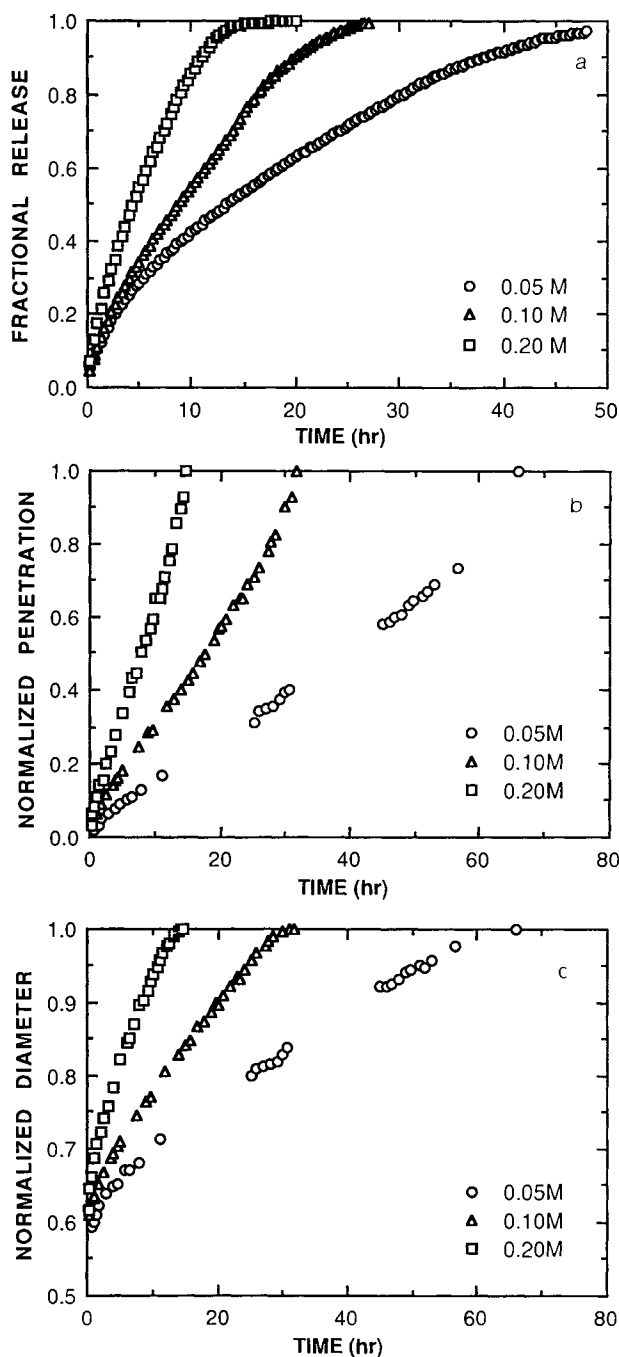 a
FRACTIONAL RELEASE
1.0
0.8
0.6
0.4
0.2
0.0
○ 0.05 M
△ 0.10 M
□ 0.20 M
0 10 20 30 40 50
TIME (hr)
b
NORMALIZED PENETRATION
1.0
0.8
0.6
0.4
0.2
0.0
○ 0.05M
△ 0.10M
□ 0.20M
0 20 40 60 80
TIME (hr)
c
NORMALIZED DIAMETER
1.0
0.9
0.8
0.7
0.6
0.5
○ 0.05M
△ 0.10M
□ 0.20M
0 20 40 60 80
TIME (hr)